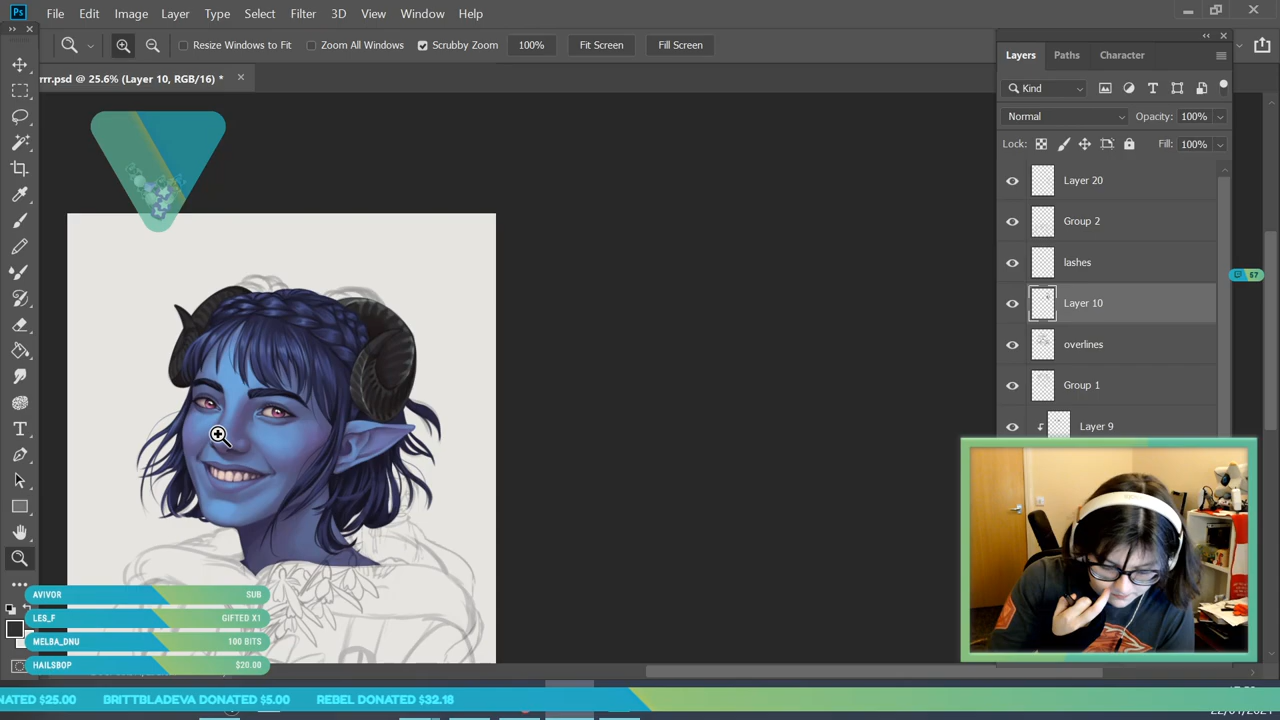 Ps File Edit Image Layer Type Select Filter 3D View Window Help
Resize Windows to Fit Zoom All Windows Scrubby Zoom 100% Fit Screen Fill Screen
rrr.psd @ 25.6% (Layer 10, RGB/16) *
Layers Paths Character
Kind
Normal Opacity: 100%
Lock: Fill: 100%
Layer 20
Group 2
lashes
Layer 10
overlines
Group 1
Layer 9
57
AVIVOR SUB
LES_F GIFTED X1
MELBA_DNU 100 BITS
HAILSBOP $20.00
NATED $25.00 BRITTBLADEVA DONATED $5.00 REBEL DONATED $32.18